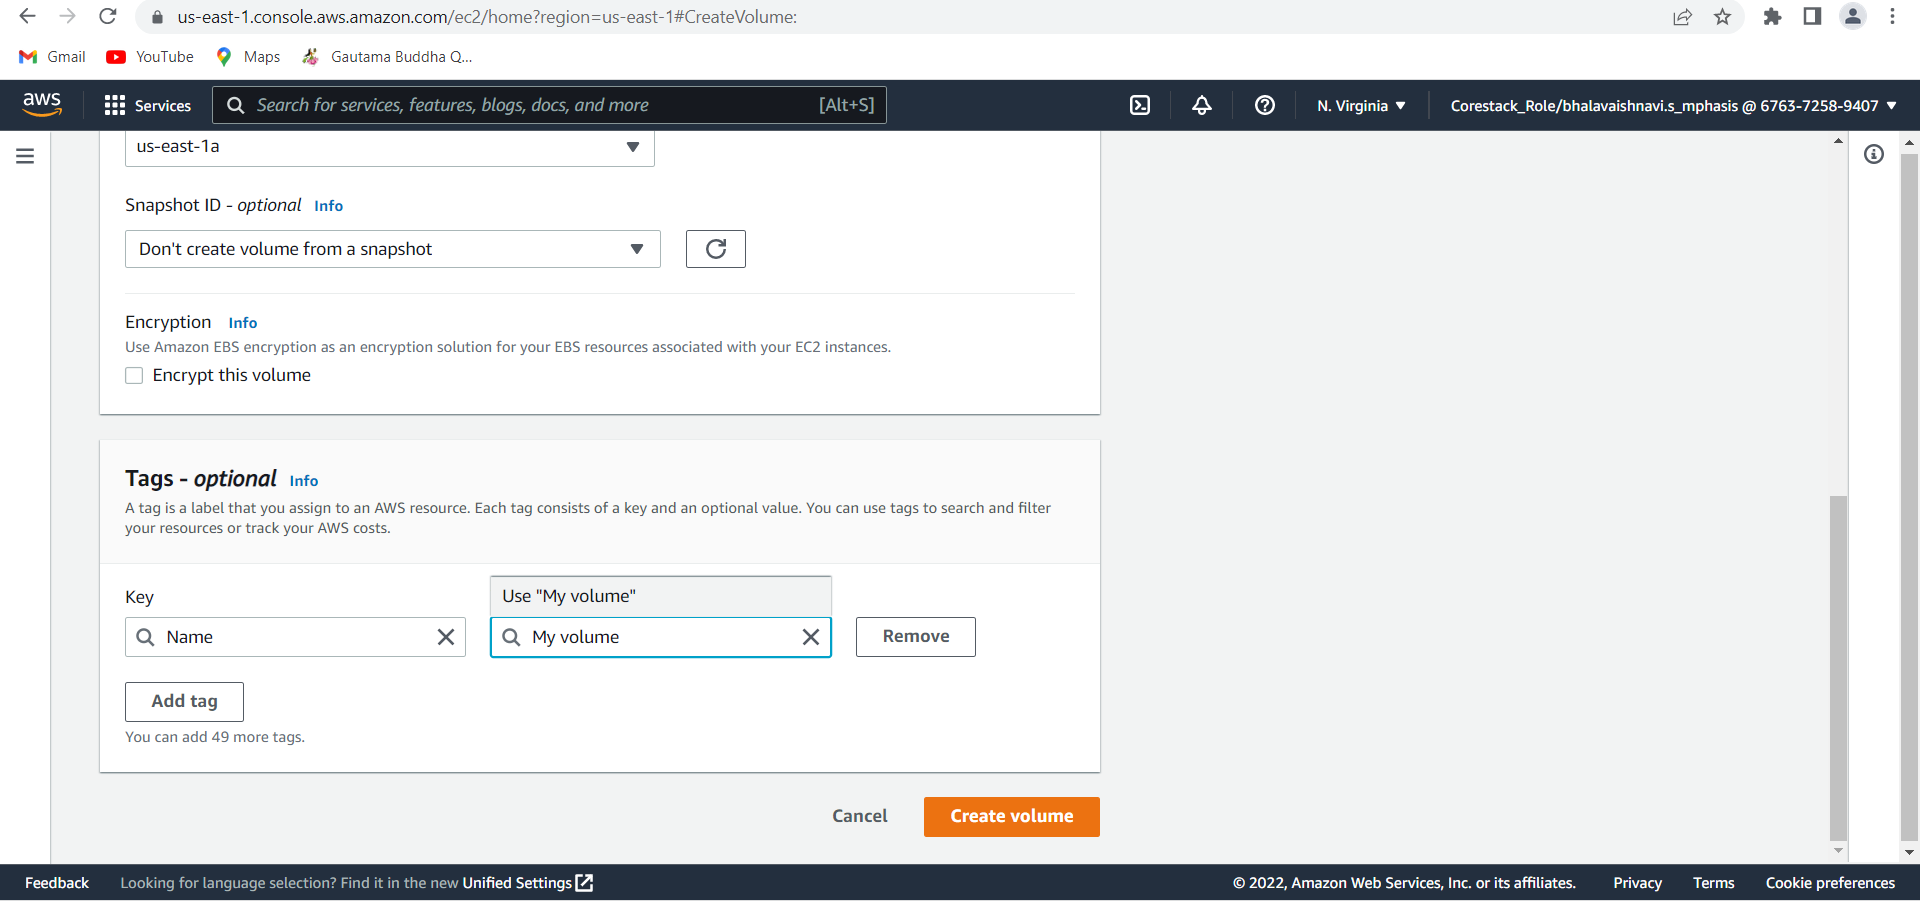 us-east-1.console.aws.amazon.com/ec2/home?region=us-east-1#CreateVolume:
Gmail YouTube Maps Gautama Buddha Q...
aws Services Search for services, features, blogs, docs, and more [Alt+S] N. Virginia ▼ Corestack_Role/bhalavaishnavi.s_mphasis @ 6763-7258-9407 ▼
us-east-1a
Snapshot ID - optional Info
Don't create volume from a snapshot
Encryption Info
Use Amazon EBS encryption as an encryption solution for your EBS resources associated with your EC2 instances.
Encrypt this volume
Tags - optional Info
A tag is a label that you assign to an AWS resource. Each tag consists of a key and an optional value. You can use tags to search and filter
your resources or track your AWS costs.
Key Use "My volume"
Name My volume Remove
Add tag
You can add 49 more tags.
Cancel Create volume
Feedback Looking for language selection? Find it in the new Unified Settings © 2022, Amazon Web Services, Inc. or its affiliates. Privacy Terms Cookie preferences